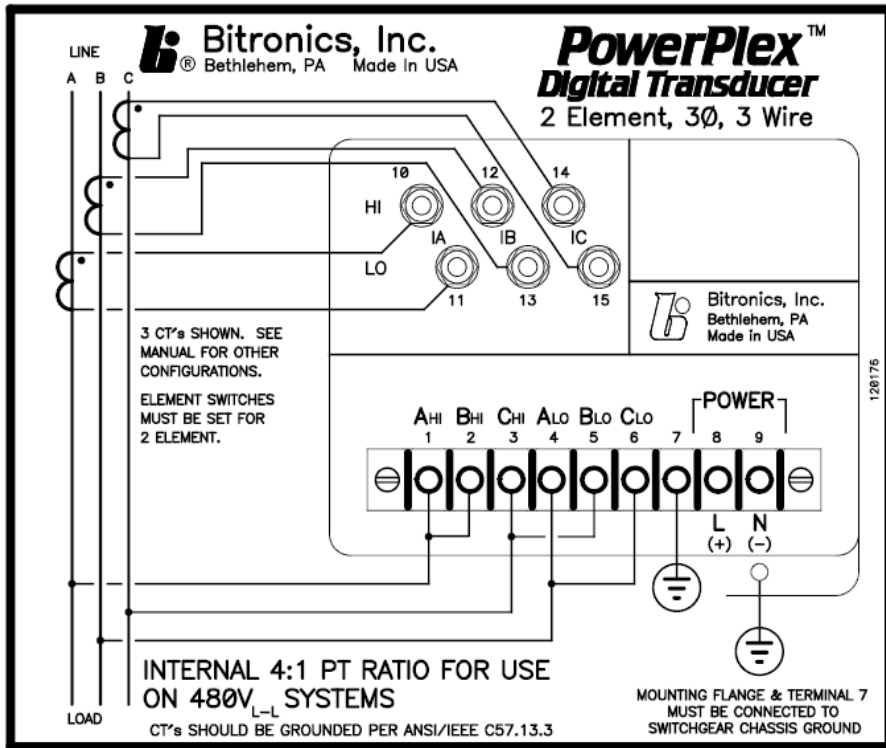 LINE
A B C
® Bitronics, Inc.
Bethlehem, PA Made in USA
PowerPlex™
Digital Transducer
2 Element, 3Ø, 3 Wire
10 12 14
HI
IA IB IC
LO
11 13 15
3 CT's SHOWN. SEE
MANUAL FOR OTHER
CONFIGURATIONS.
ELEMENT SWITCHES
MUST BE SET FOR
2 ELEMENT.
Bitronics, Inc.
Bethlehem, PA
Made in USA
120176
POWER
AHI BHI CHI ALO BLO CLO
1 2 3 4 5 6 7 8 9
L N
(+) (-)
INTERNAL 4:1 PT RATIO FOR USE
ON 480VL-L SYSTEMS
LOAD
CT's SHOULD BE GROUNDED PER ANSI/IEEE C57.13.3
MOUNTING FLANGE & TERMINAL 7
MUST BE CONNECTED TO
SWITCHGEAR CHASSIS GROUND